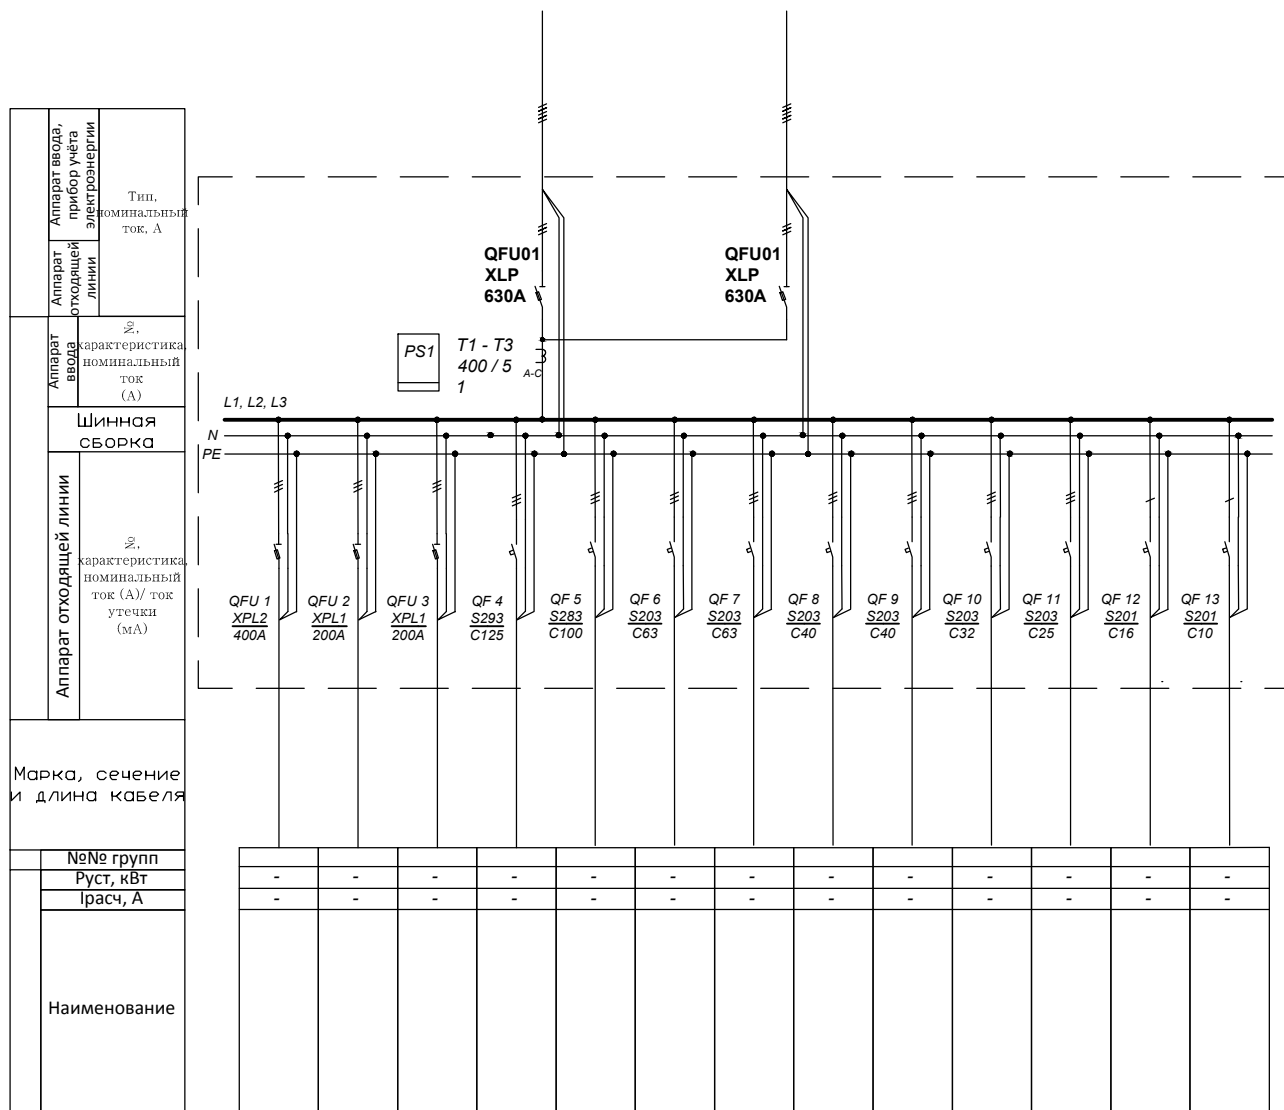 Аппарат ввода,
прибор учёта
электроэнергии
Тип,
номинальный
ток, А
Аппарат
отходящей
линии
QFU01
XLP
630A
QFU01
XLP
630A
Аппарат
ввода
№,
характеристика,
номинальный
ток
(А)
PS1
T1 - T3
400 / 5
1
A-C
Шинная
сборка
L1, L2, L3
N
PE
Аппарат отходящей линии
№,
характеристика,
номинальный
ток (А)/ ток
утечки
(мА)
QFU 1
XPL2
400A
QFU 2
XPL1
200A
QFU 3
XPL1
200A
QF 4
S293
C125
QF 5
S283
C100
QF 6
S203
C63
QF 7
S203
C63
QF 8
S203
C40
QF 9
S203
C40
QF 10
S203
C32
QF 11
S203
C25
QF 12
S201
C16
QF 13
S201
C10
Марка, сечение
и длина кабеля
№№ групп
Руст, кВт - - - - - - - - - - - - -
Iрасч, А - - - - - - - - - - - - -
Наименование